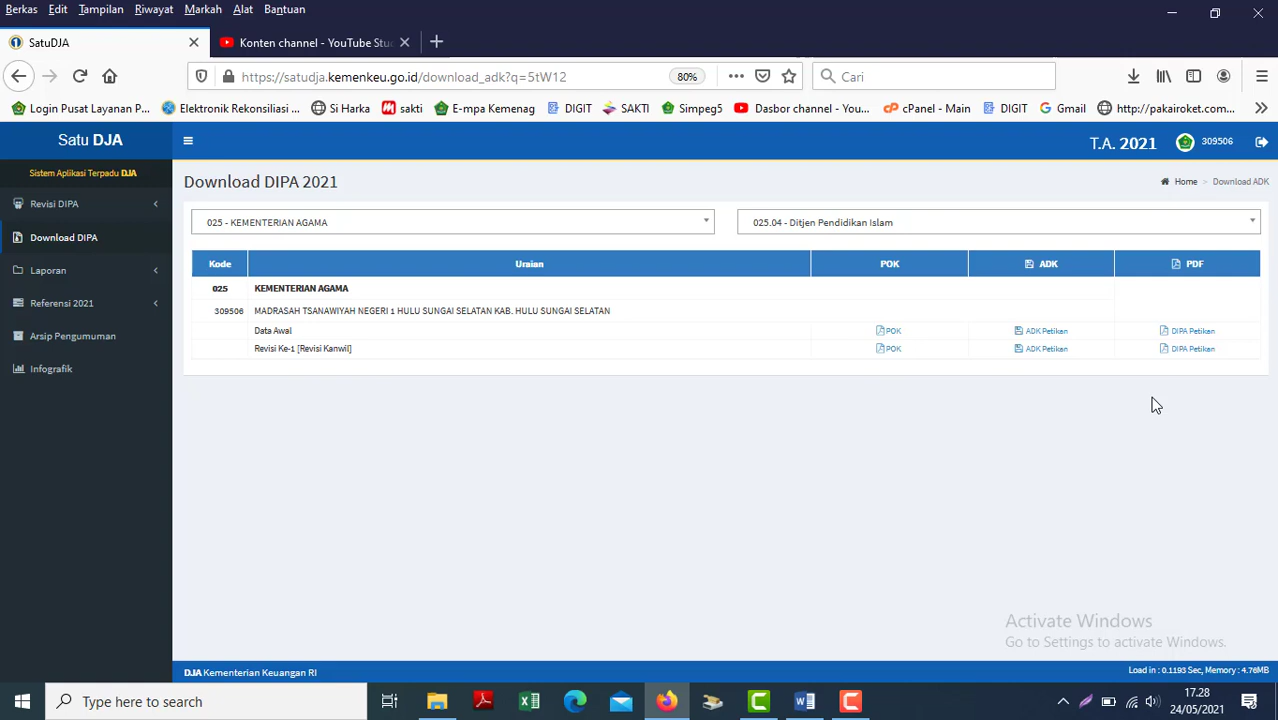 Berkas Edit Tampilan Riwayat Markah Alat Bantuan
SatuDJA
Konten channel - YouTube Stu
https://satudja.kemenkeu.go.id/download_adk?q=5tW12
80%
Cari
Login Pusat Layanan P... Elektronik Rekonsiliasi ... Si Harka sakti E-mpa Kemenag DIGIT SAKTI Simpeg5 Dasbor channel - You... cPanel - Main DIGIT Gmail http://pakairoket.com...
Satu DJA
T.A. 2021 309506
Sistem Aplikasi Terpadu DJA
Download DIPA 2021
Home > Download ADK
Revisi DIPA
Download DIPA
Laporan
Referensi 2021
Arsip Pengumuman
Infografik
025 - KEMENTERIAN AGAMA
025.04 - Ditjen Pendidikan Islam
Kode Uraian POK ADK PDF
025 KEMENTERIAN AGAMA
309506 MADRASAH TSANAWIYAH NEGERI 1 HULU SUNGAI SELATAN KAB. HULU SUNGAI SELATAN
Data Awal POK ADK Petikan DIPA Petikan
Revisi Ke-1 [Revisi Kanwil] POK ADK Petikan DIPA Petikan
Activate Windows
Go to Settings to activate Windows.
DJA Kementerian Keuangan RI
Load in : 0.1193 Sec, Memory : 4.76MB
Type here to search
17.28
24/05/2021